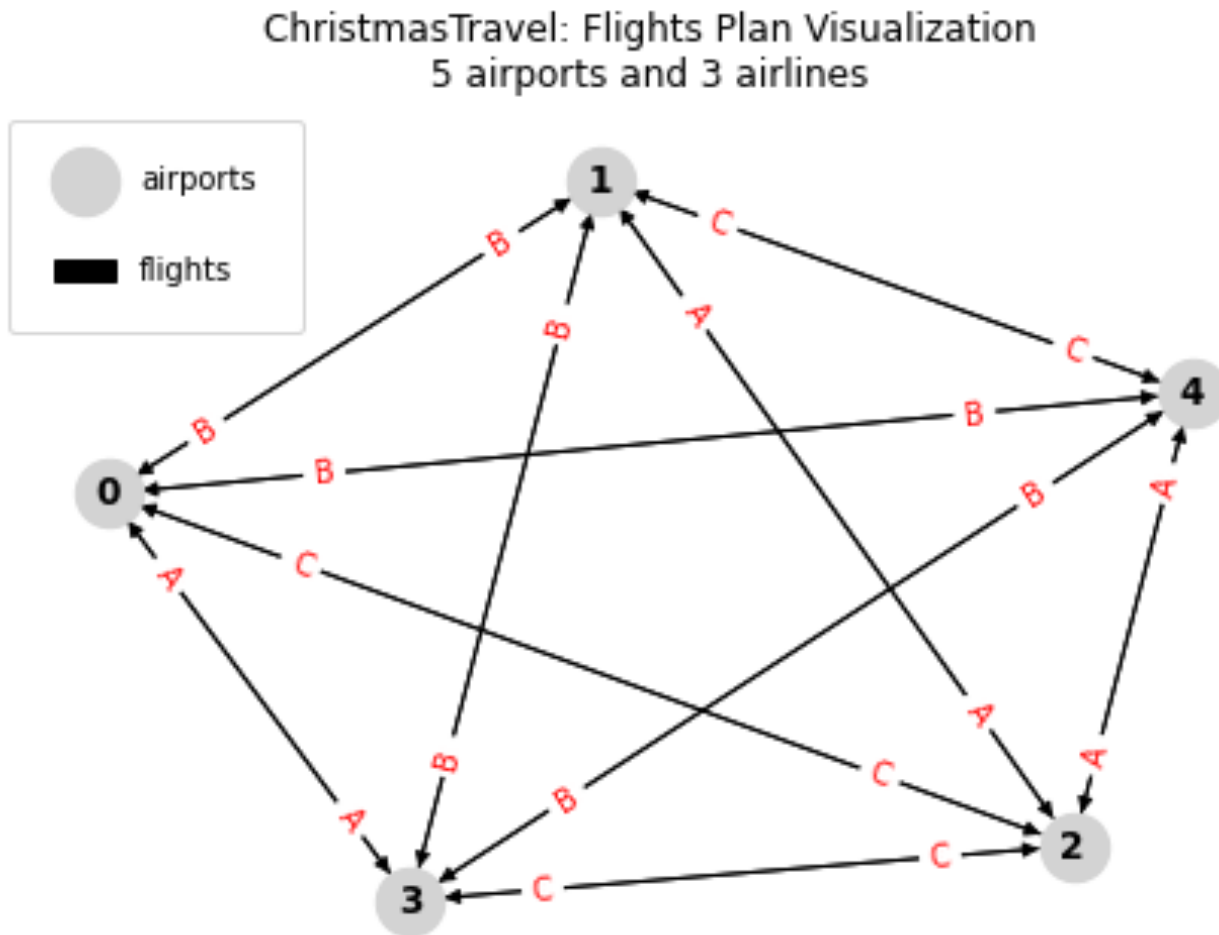 ChristmasTravel: Flights Plan Visualization
5 airports and 3 airlines
airports
flights
1
B
C
A
B
C
4
B
B
B
A
B
0
C
A
A
B
A
C
B
A
2
C
C
3